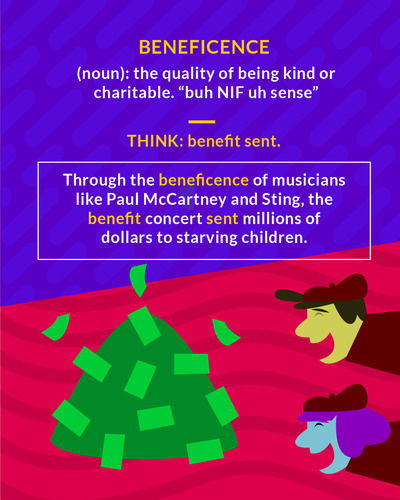 BENEFICENCE
(noun): the quality of being kind or
charitable. “buh NIF uh sense”
THINK: benefit sent.
Through the beneficence of musicians
like Paul McCartney and Sting, the
benefit concert sent millions of
dollars to starving children.